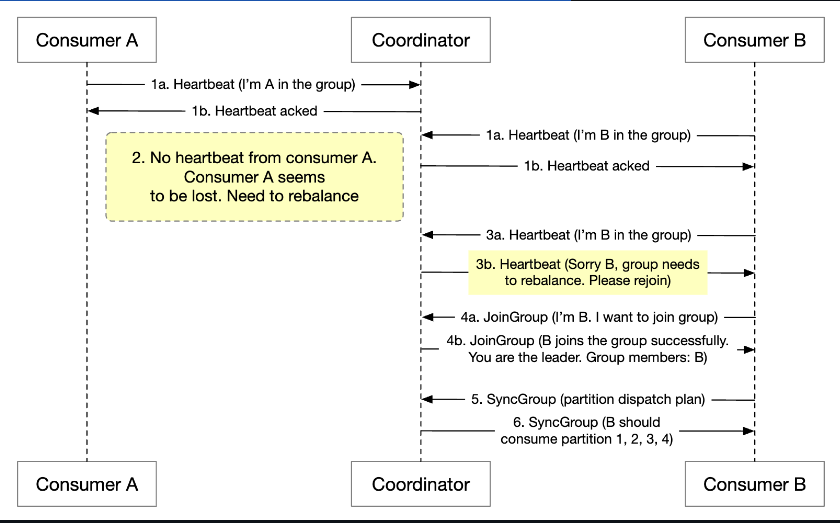 Consumer A
Coordinator
Consumer B
1a. Heartbeat (I'm A in the group)
1b. Heartbeat acked
1a. Heartbeat (I'm B in the group)
2. No heartbeat from consumer A.
Consumer A seems
to be lost. Need to rebalance
1b. Heartbeat acked
3a. Heartbeat (I'm B in the group)
3b. Heartbeat (Sorry B, group needs
to rebalance. Please rejoin)
4a. JoinGroup (I'm B. I want to join group)
4b. JoinGroup (B joins the group successfully.
You are the leader. Group members: B)
5. SyncGroup (partition dispatch plan)
6. SyncGroup (B should
consume partition 1, 2, 3, 4)
Consumer A
Coordinator
Consumer B